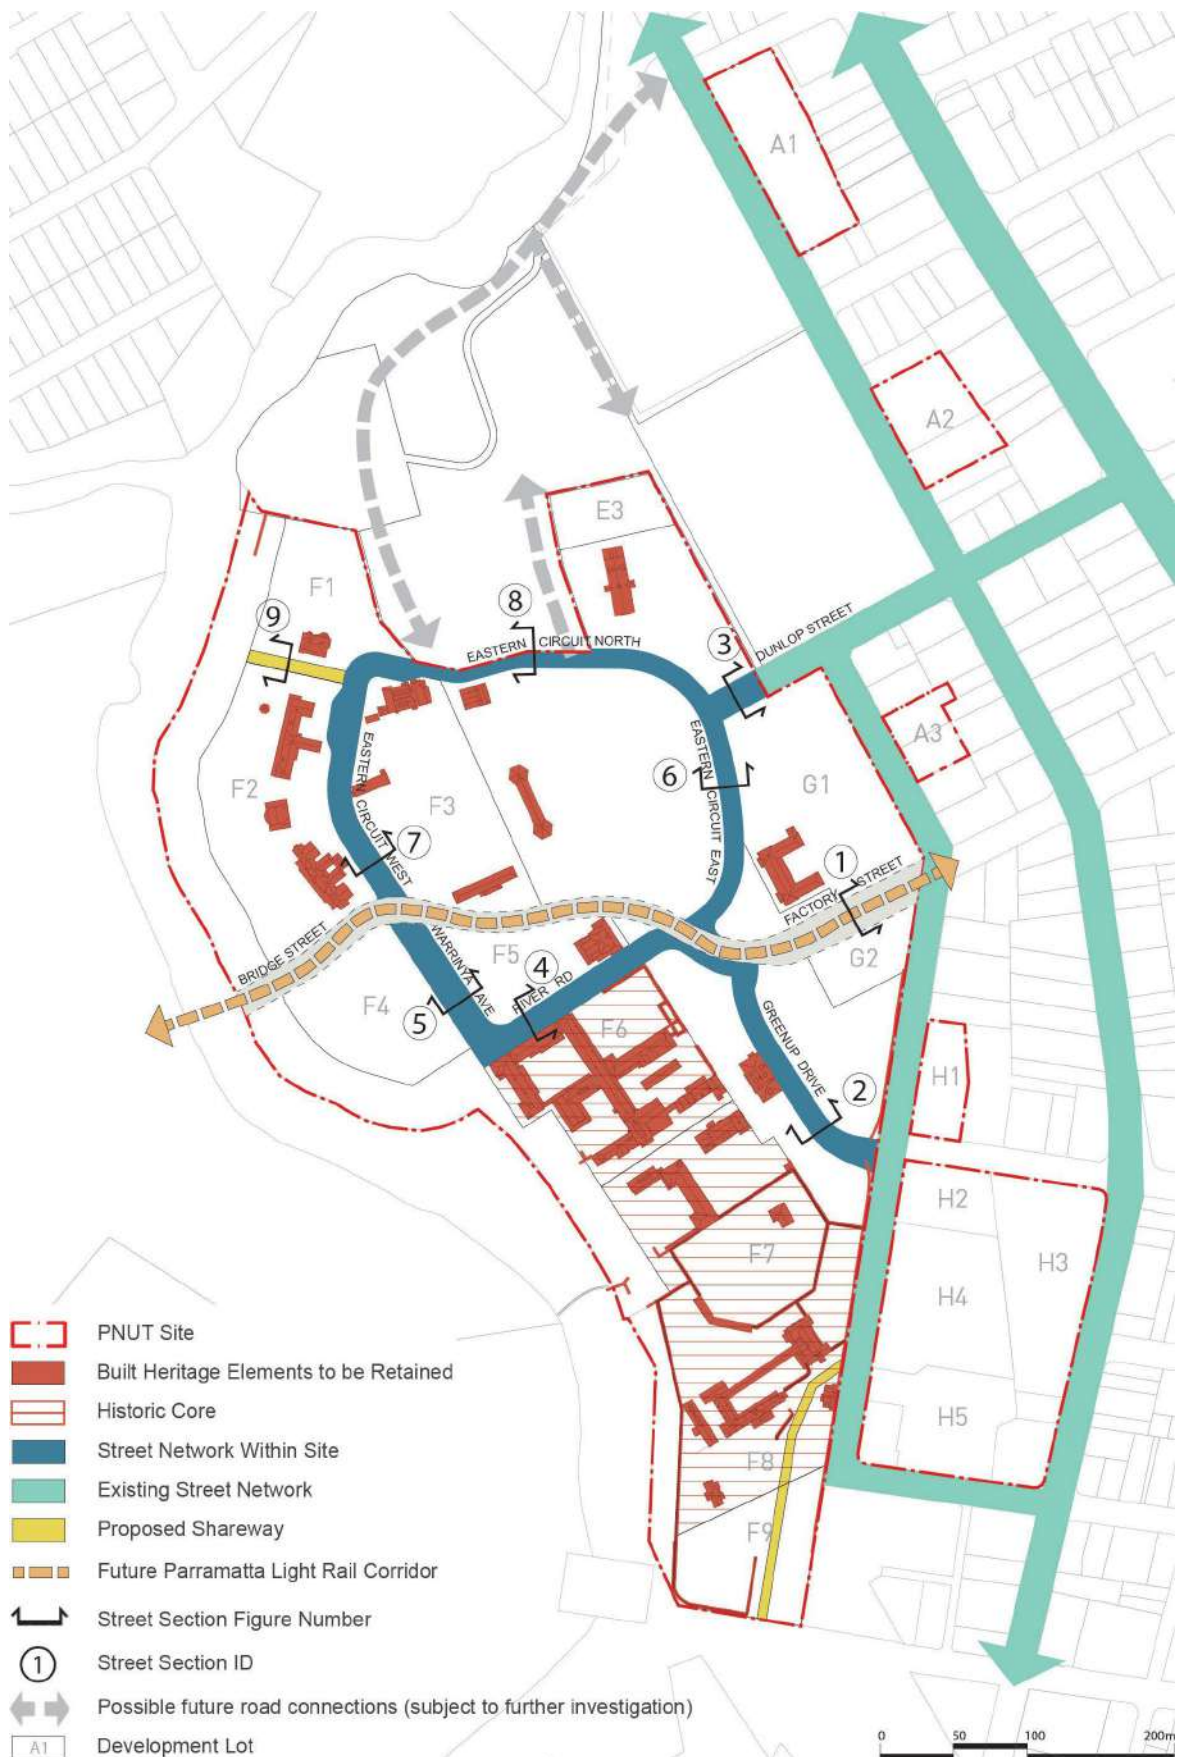 A1
A2
E3
F1
8
9
EASTERN CIRCUIT NORTH
3
DUNLOP STREET
A3
EASTERN CIRCUIT WEST
6
EASTERN CIRCUIT EAST
G1
F2
F3
7
1
FACTORY STREET
BRIDGE STREET
WARRINYA AVE
F5
4
RIVER RD
G2
F4
5
F6
GREENUP DRIVE
H1
2
H2
F7
H3
H4
H5
F8
F9
PNUT Site
Built Heritage Elements to be Retained
Historic Core
Street Network Within Site
Existing Street Network
Proposed Shareway
Future Parramatta Light Rail Corridor
Street Section Figure Number
1 Street Section ID
Possible future road connections (subject to further investigation)
A1 Development Lot
0 50 100 200m